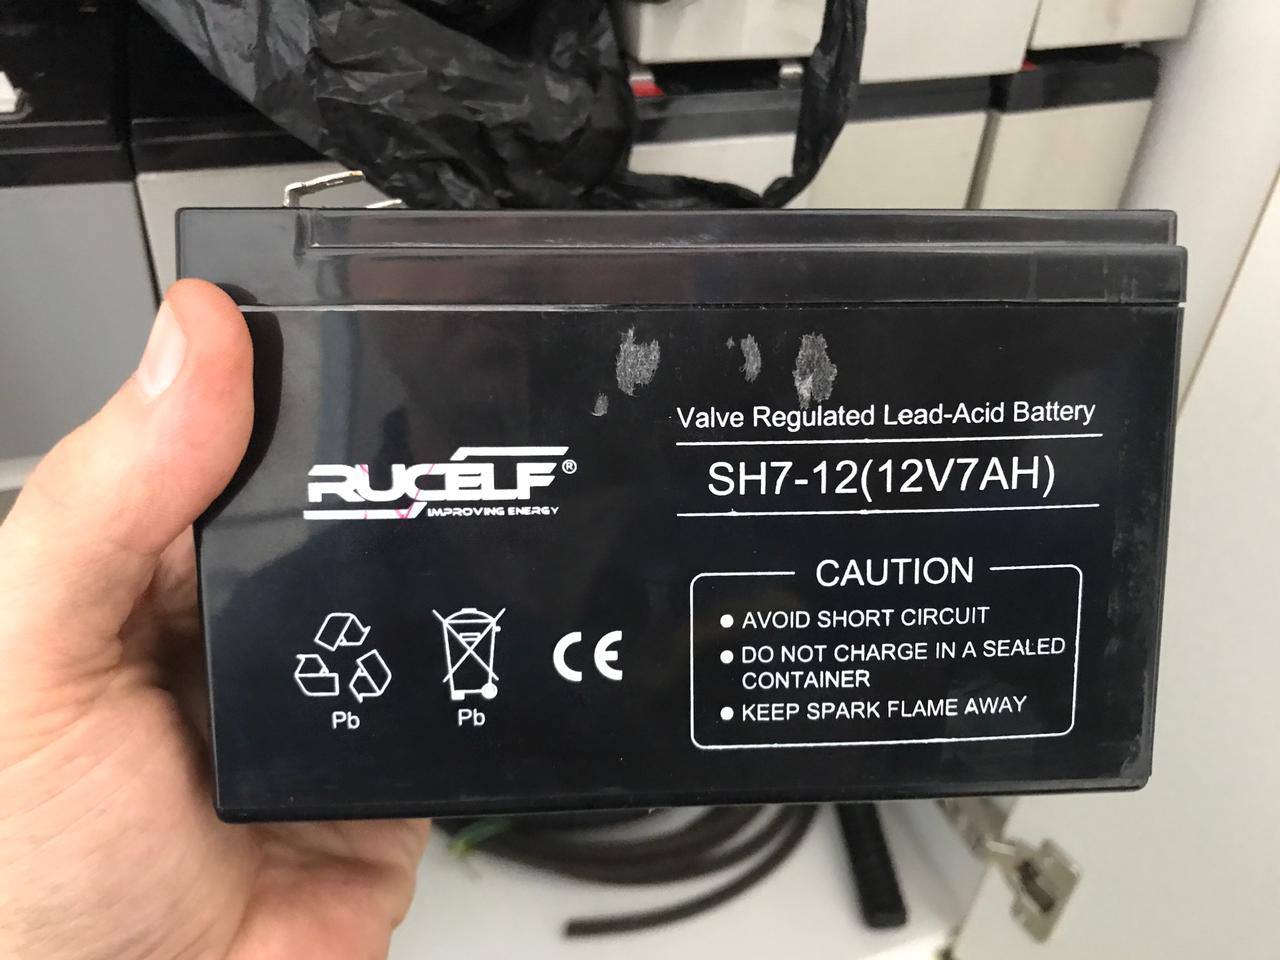 Valve Regulated Lead-Acid Battery
RUCELF®
IMPROVING ENERGY
SH7-12(12V7AH)
CAUTION
● AVOID SHORT CIRCUIT
● DO NOT CHARGE IN A SEALED
CONTAINER
● KEEP SPARK FLAME AWAY
Pb
Pb
CE